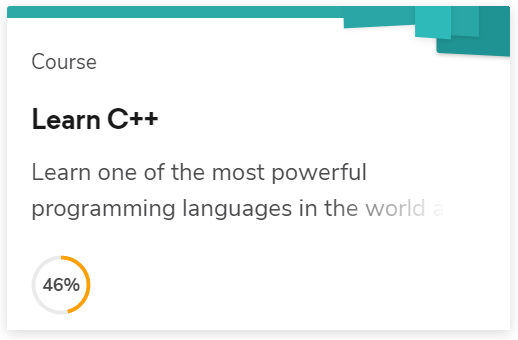 Course
Learn C++
Learn one of the most powerful
programming languages in the world a
46%